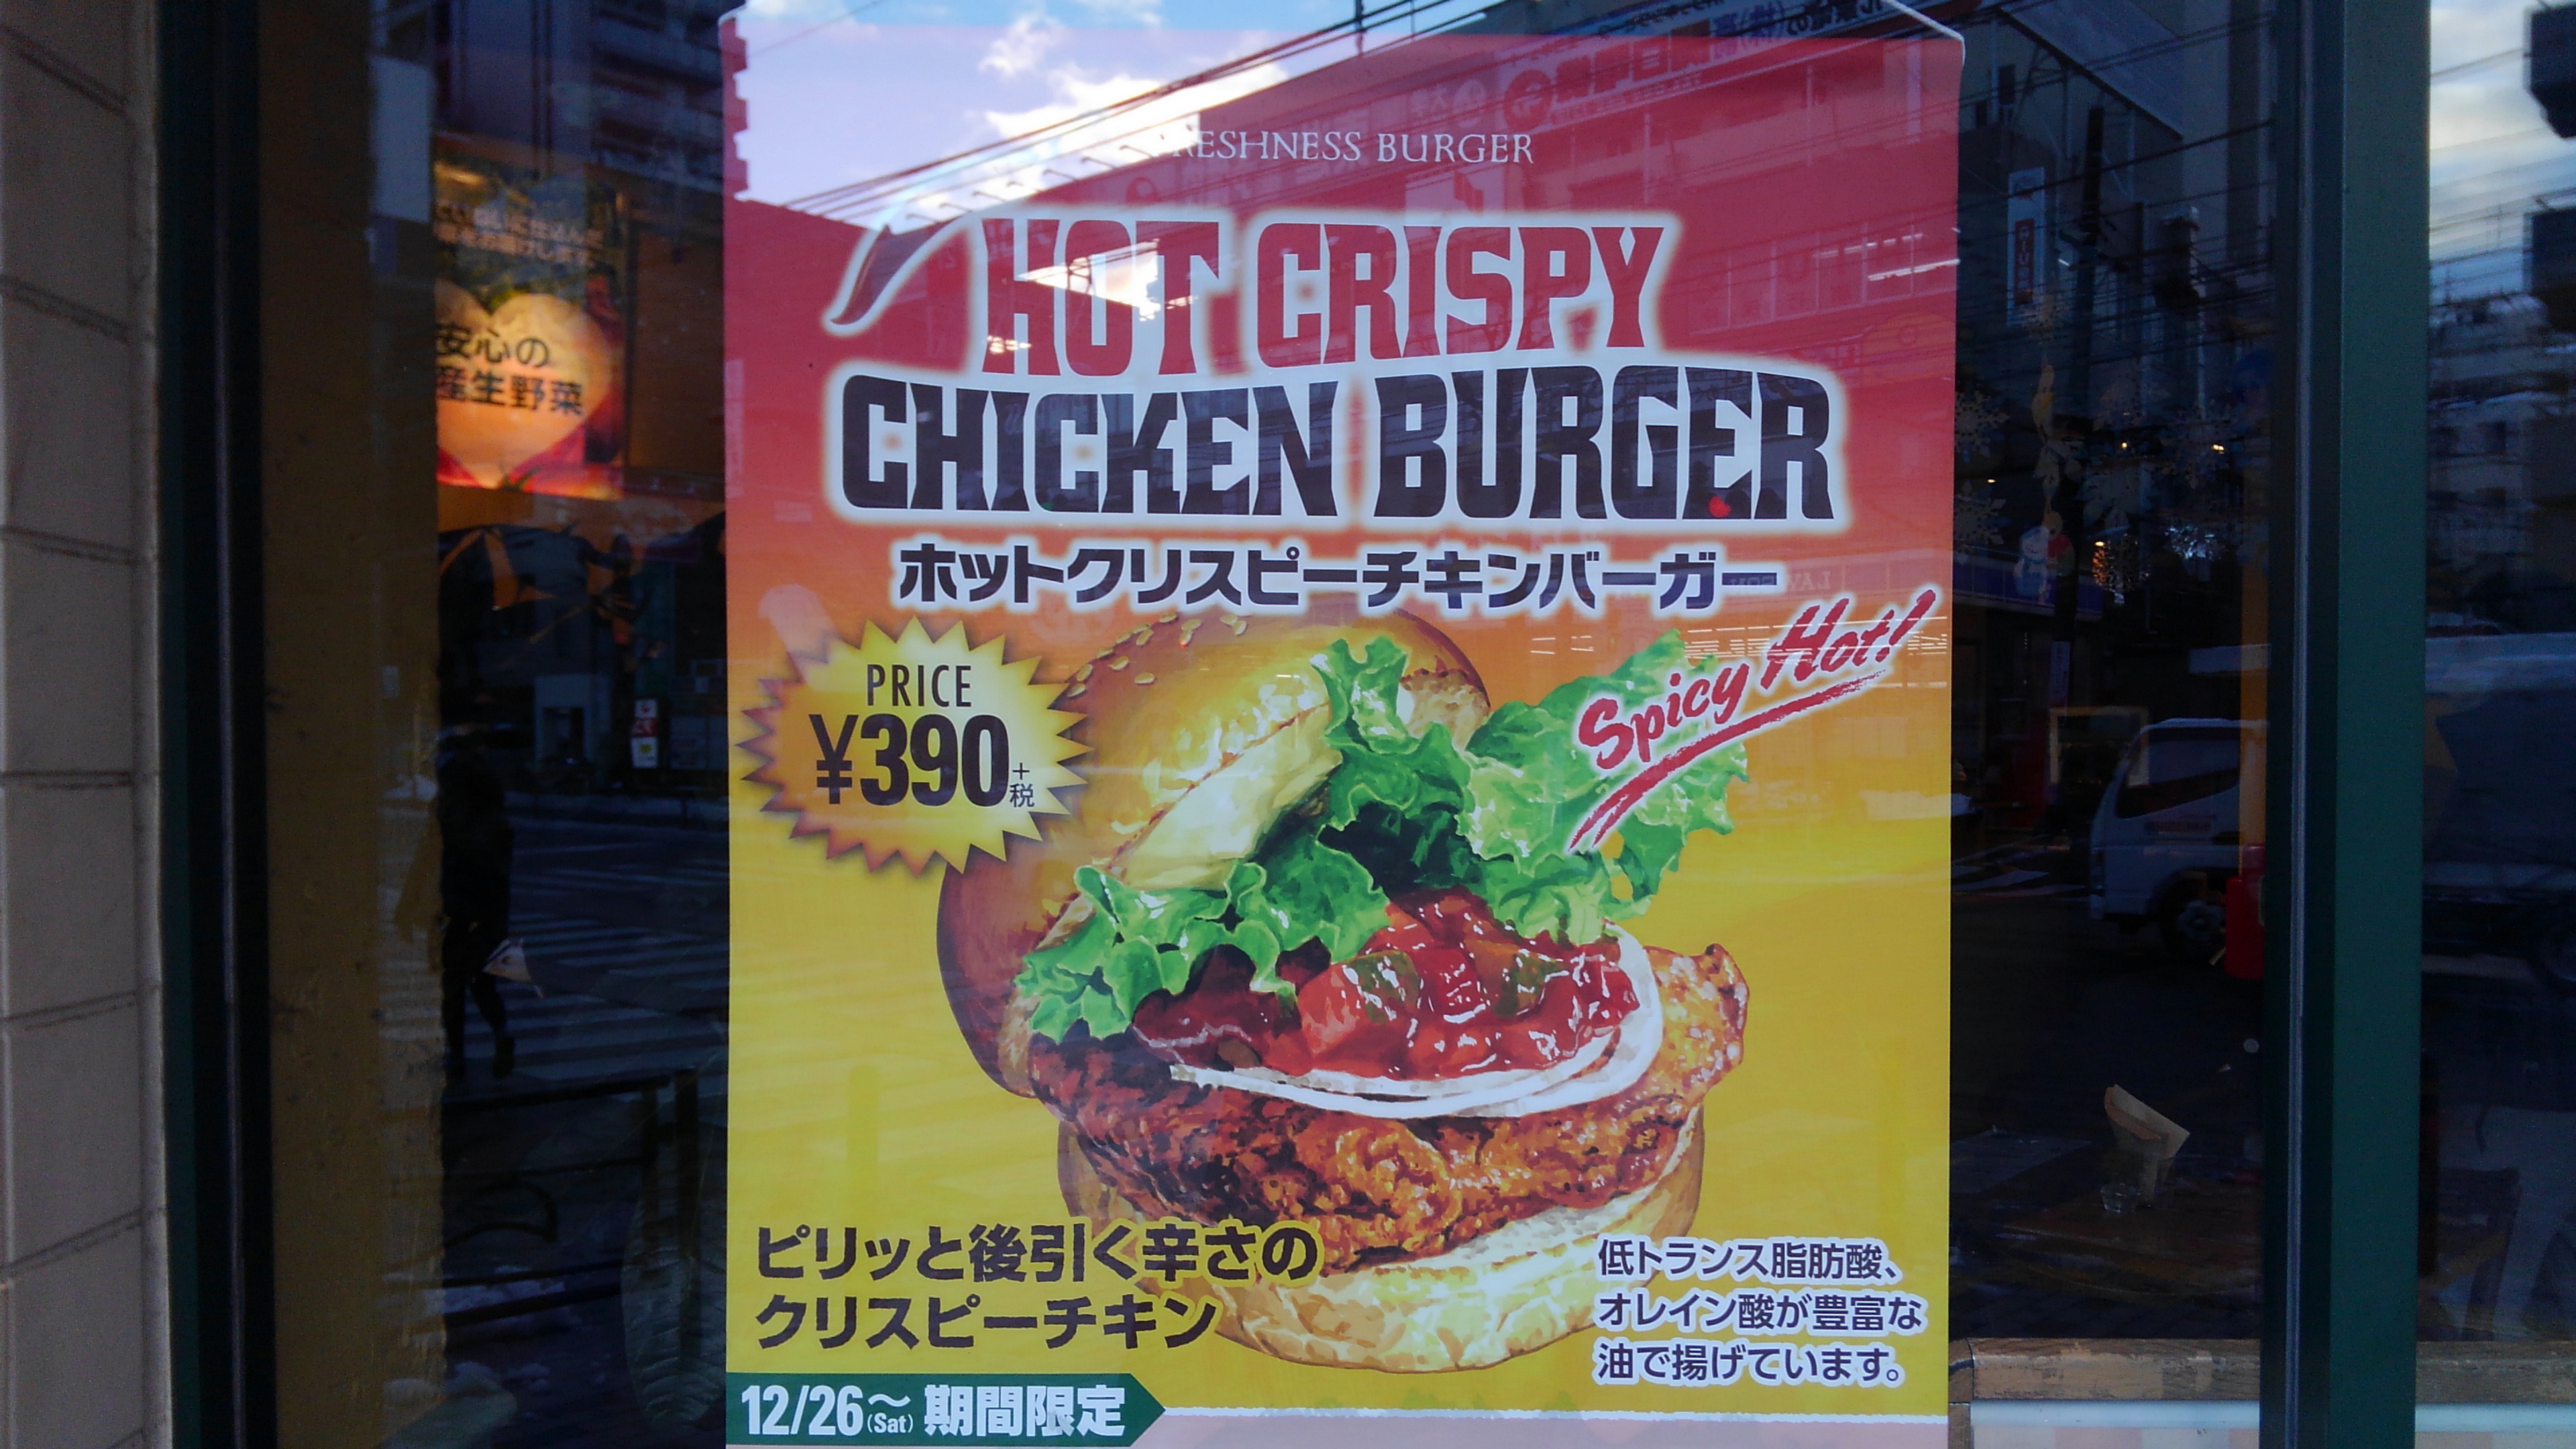 FRESHNESS BURGER
HOT CRISPY
CHICKEN BURGER
ホットクリスピーチキンバーガー
Spicy Hot!
PRICE
¥390+税
ピリッと後引く辛さの
クリスピーチキン
低トランス脂肪酸、
オレイン酸が豊富な
油で揚げています。
12/26(Sat)〜 期間限定
安心の
産生野菜